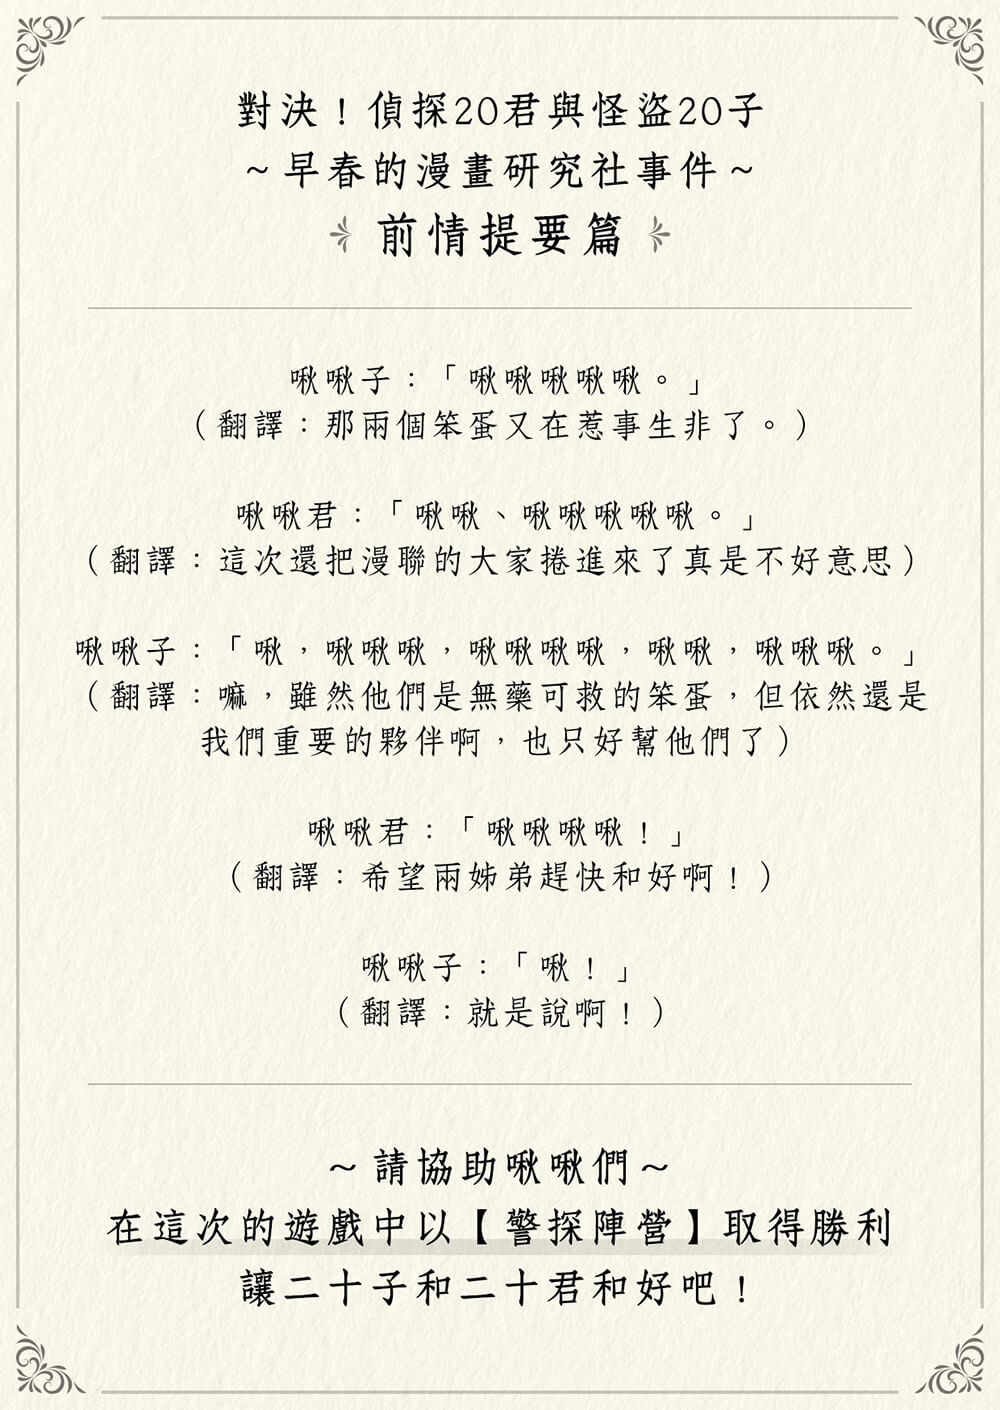 對決！偵探20君與怪盜20子
～早春的漫畫研究社事件～
前情提要篇
啾啾子：「啾啾啾啾啾。」
（翻譯：那兩個笨蛋又在惹事生非了。）
啾啾君：「啾啾、啾啾啾啾啾。」
（翻譯：這次還把漫聯的大家捲進來了真是不好意思）
啾啾子：「啾，啾啾啾，啾啾啾啾，啾啾，啾啾啾。」
（翻譯：嘛，雖然他們是無藥可救的笨蛋，但依然還是
我們重要的夥伴啊，也只好幫他們了）
啾啾君：「啾啾啾啾！」
（翻譯：希望兩姊弟趕快和好啊！）
啾啾子：「啾！」
（翻譯：就是說啊！）
～請協助啾啾們～
在這次的遊戲中以【警探陣營】取得勝利
讓二十子和二十君和好吧！